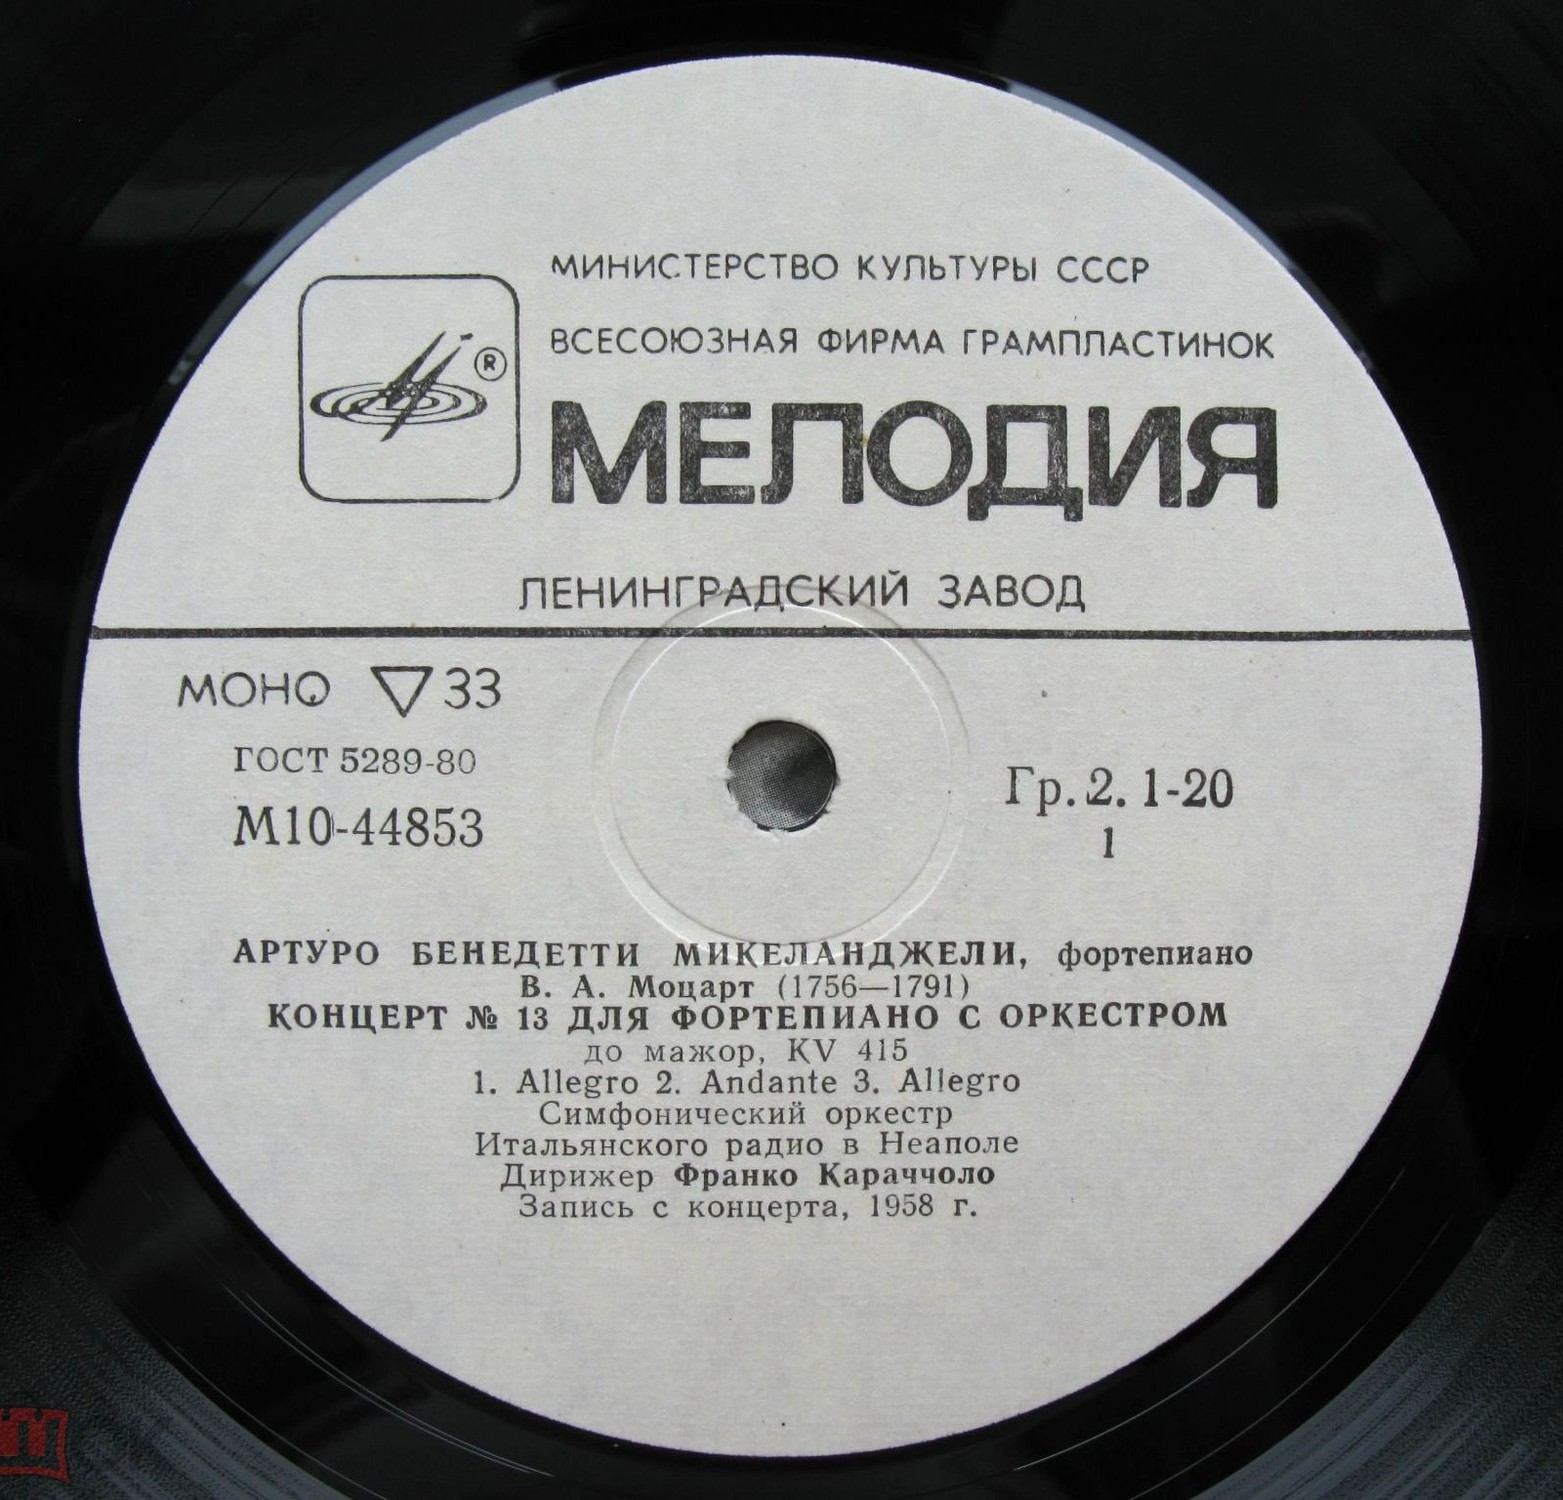 МИНИСТЕРСТВО КУЛЬТУРЫ СССР
ВСЕСОЮЗНАЯ ФИРМА ГРАМПЛАСТИНОК
®
МЕЛОДИЯ
ЛЕНИНГРАДСКИЙ ЗАВОД
МОНО ▽ 33
ГОСТ 5289-80
М10-44853
Гр. 2. 1-20
1
АРТУРО БЕНЕДЕТТИ МИКЕЛАНДЖЕЛИ, фортепиано
В. А. Моцарт (1756—1791)
КОНЦЕРТ № 13 ДЛЯ ФОРТЕПИАНО С ОРКЕСТРОМ
до мажор, KV 415
1. Allegro 2. Andante 3. Allegro
Симфонический оркестр
Итальянского радио в Неаполе
Дирижер Франко Караччоло
Запись с концерта, 1958 г.